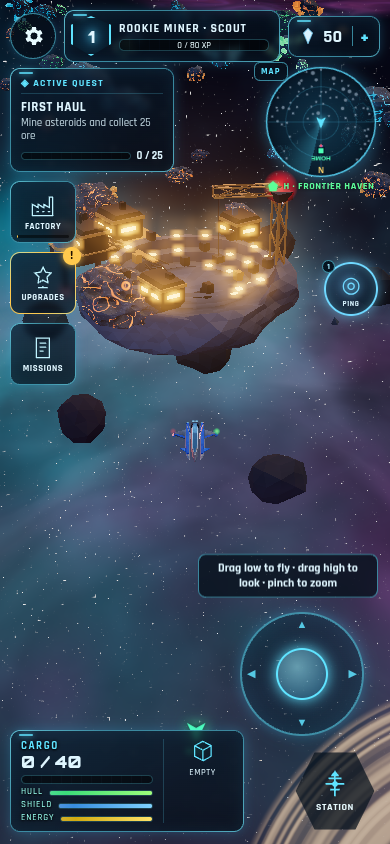 1
ROOKIE MINER · SCOUT
0 / 80 XP
50
+
MAP
ACTIVE QUEST
FIRST HAUL
Mine asteroids and collect 25
ore
0 / 25
HOME
N
H · FRONTIER HAVEN
FACTORY
!
UPGRADES
MISSIONS
1
PING
Drag low to fly · drag high to
look · pinch to zoom
CARGO
0 / 40
EMPTY
HULL
SHIELD
ENERGY
STATION